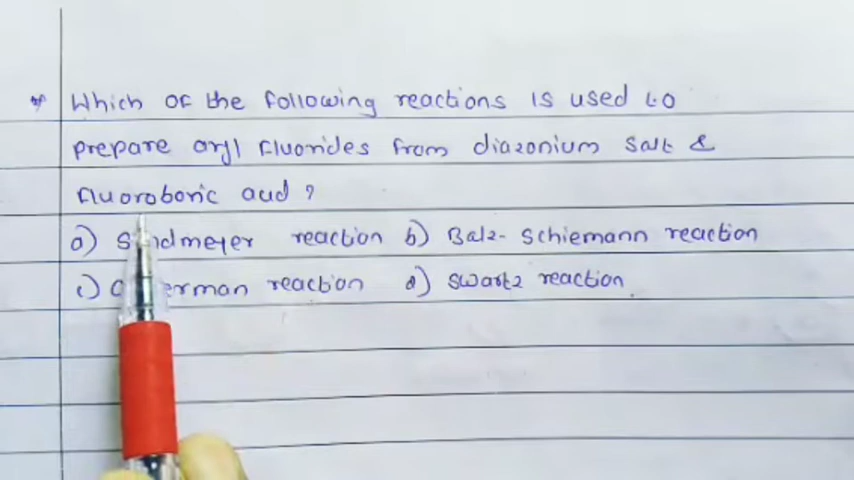 Which of the following reactions is used to
prepare aryl fluorides from diazonium salt &
fluoroboric acid ?
a) reaction b) Balz- Schiemann reaction
c) reaction d) Swartz reaction